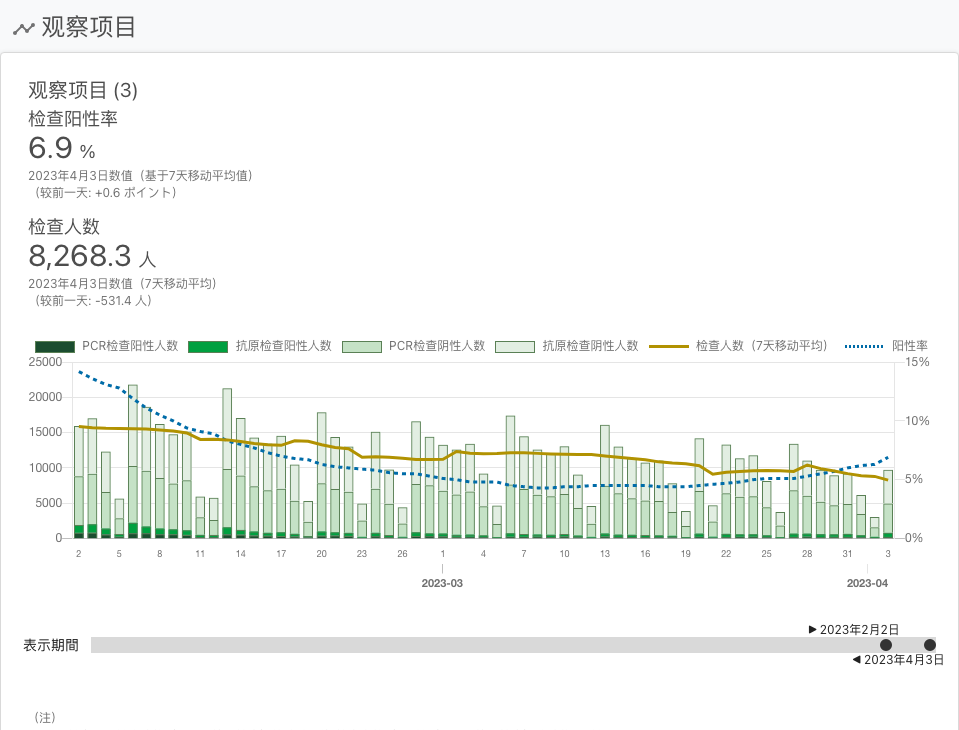 观察项目
观察项目 (3)
检查阳性率
6.9 %
2023年4月3日数值（基于7天移动平均值）
（较前一天: +0.6 ポイント）
检查人数
8,268.3 人
2023年4月3日数值（7天移动平均）
（较前一天: -531.4 人）
PCR检查阳性人数 抗原检查阳性人数 PCR检查阴性人数 抗原检查阴性人数 检查人数（7天移动平均） 阳性率
25000 15%
20000
15000 10%
10000 5%
5000
0 0%
2 5 8 11 14 17 20 23 26 1 4 7 10 13 16 19 22 25 28 31 3
2023-03 2023-04
▶ 2023年2月2日
表示期間
◀ 2023年4月3日
（注）